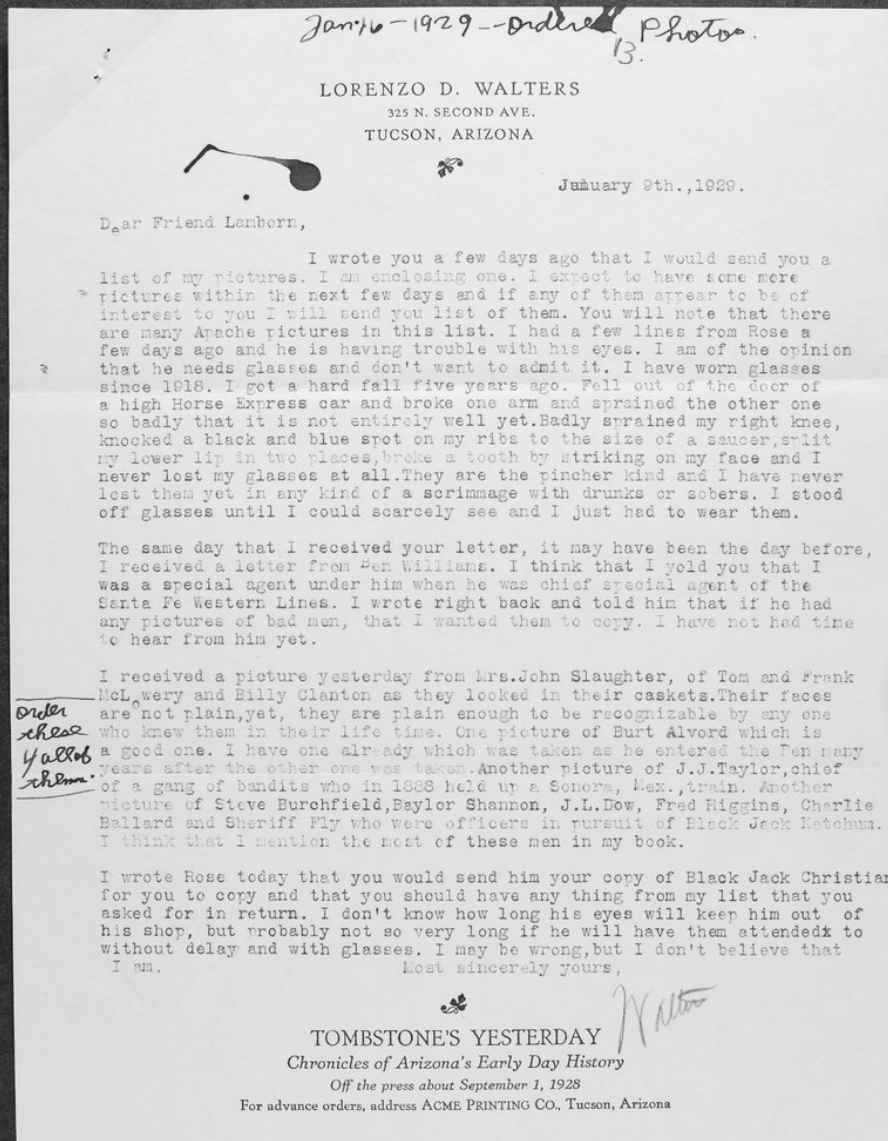 Jan. 16 - 1929 -- ordered Photos.
13.
LORENZO D. WALTERS
325 N. SECOND AVE.
TUCSON, ARIZONA
January 9th.,1929.
Dear Friend Lamborn,
I wrote you a few days ago that I would send you a
list of my pictures. I am enclosing one. I expect to have some more
pictures within the next few days and if any of them appear to be of
interest to you I will send you list of them. You will note that there
are many Apache pictures in this list. I had a few lines from Rose a
few days ago and he is having trouble with his eyes. I am of the opinion
that he needs glasses and don't want to admit it. I have worn glasses
since 1918. I got a hard fall five years ago. Fell out of the door of
a high Horse Express car and broke one arm and sprained the other one
so badly that it is not entirely well yet.Badly sprained my right knee,
knocked a black and blue spot on my ribs to the size of a saucer,split
my lower lip in two places,broke a tooth by striking on my face and I
never lost my glasses at all.They are the pincher kind and I have never
lost them yet in any kind of a scrimmage with drunks or sobers. I stood
off glasses until I could scarcely see and I just had to wear them.
The same day that I received your letter, it may have been the day before,
I received a letter from Ben Williams. I think that I yold you that I
was a special agent under him when he was chief special agent of the
Santa Fe Western Lines. I wrote right back and told him that if he had
any pictures of bad men, that I wanted them to copy. I have not had time
to hear from him yet.
I received a picture yesterday from Mrs.John Slaughter, of Tom and Frank
McLowery and Billy Clanton as they looked in their caskets.Their faces
are not plain,yet, they are plain enough to be recognizable by any one
who knew them in their life time. One picture of Burt Alvord which is
a good one. I have one already which was taken as he entered the Pen many
years after the other one was taken.Another picture of J.J.Taylor,chief
of a gang of bandits who in 1888 held up a Sonora, Mex.,train. Another
picture of Steve Burchfield,Baylor Shannon, J.L.Dow, Fred Higgins, Charlie
Ballard and Sheriff Fly who were officers in pursuit of Black Jack Ketchum.
I think that I mention the most of these men in my book.
order
these
4 all of
them.
I wrote Rose today that you would send him your copy of Black Jack Christian
for you to copy and that you should have any thing from my list that you
asked for in return. I don't know how long his eyes will keep him out of
his shop, but probably not so very long if he will have them attended to
without delay and with glasses. I may be wrong,but I don't believe that
I am. Most sincerely yours,
Walters
TOMBSTONE'S YESTERDAY
Chronicles of Arizona's Early Day History
Off the press about September 1, 1928
For advance orders, address ACME PRINTING CO., Tucson, Arizona